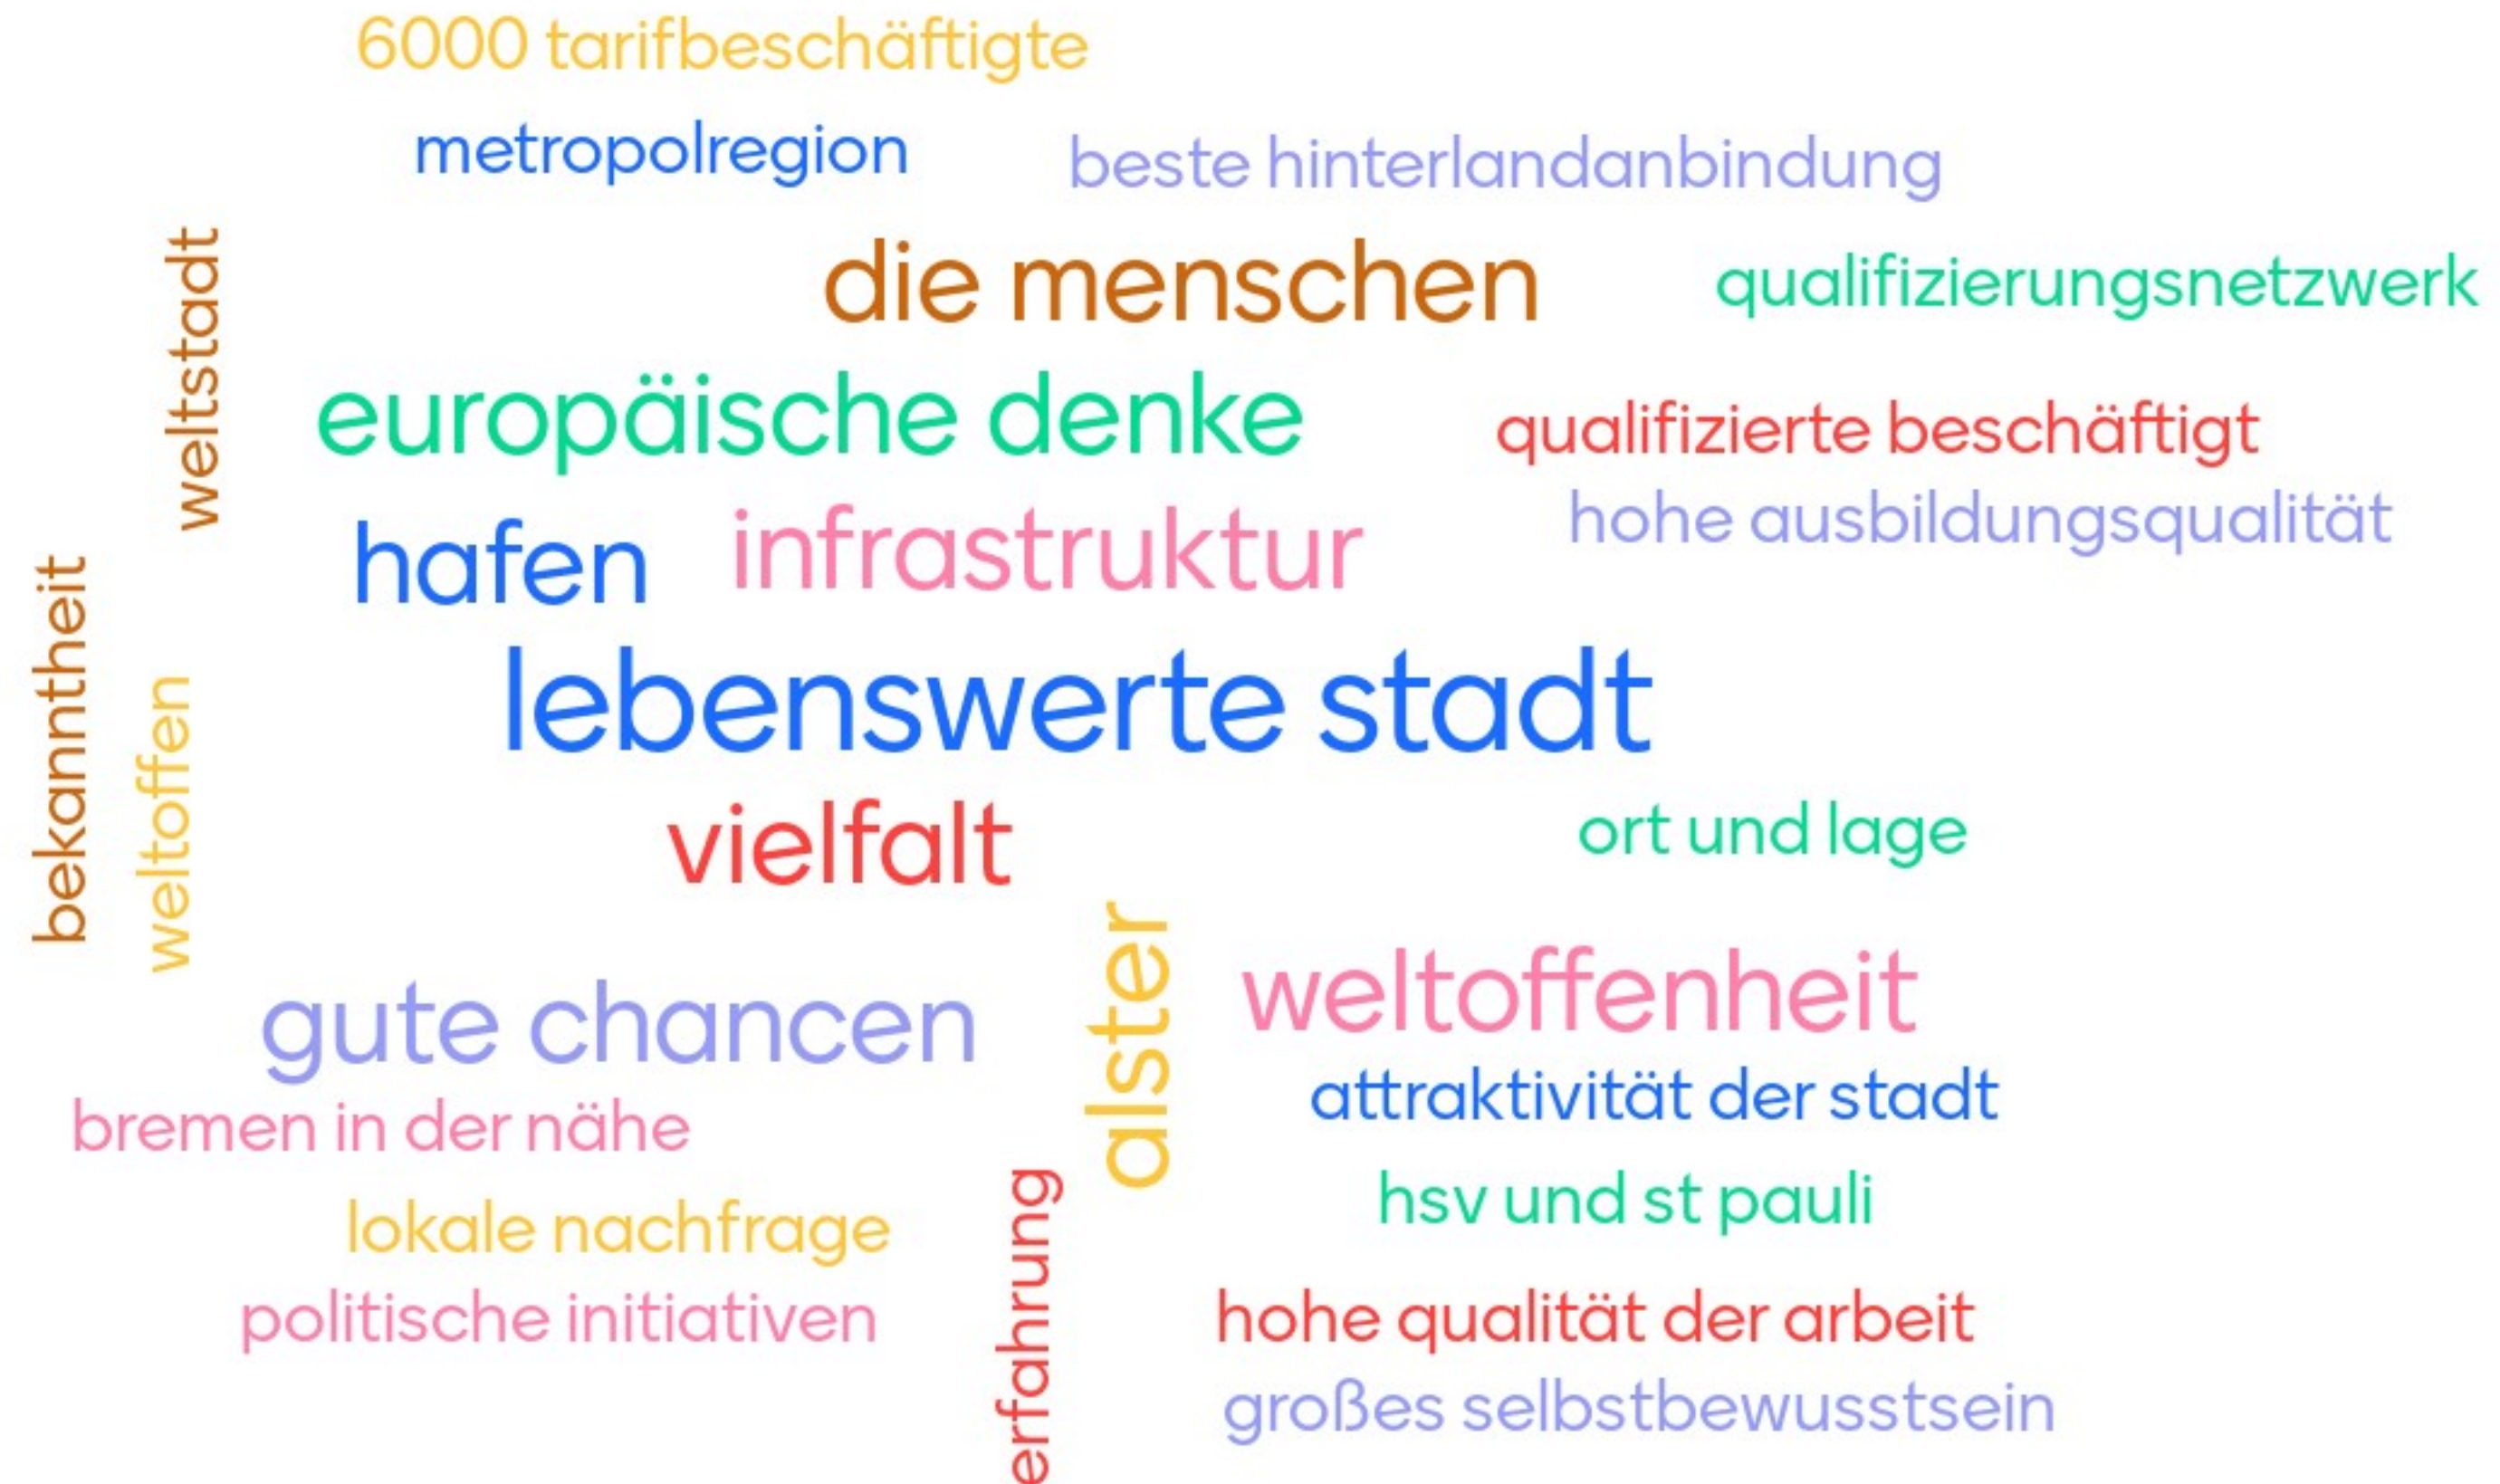 6000 tarifbeschäftigte
metropolregion
beste hinterlandanbindung
weltstadt
die menschen
qualifizierungsnetzwerk
europäische denke
qualifizierte beschäftigt
hafen
infrastruktur
hohe ausbildungsqualität
bekanntheit
weltoffen
lebenswerte stadt
vielfalt
ort und lage
alster
gute chancen
weltoffenheit
bremen in der nähe
attraktivität der stadt
lokale nachfrage
hsv und st pauli
erfahrung
politische initiativen
hohe qualität der arbeit
großes selbstbewusstsein